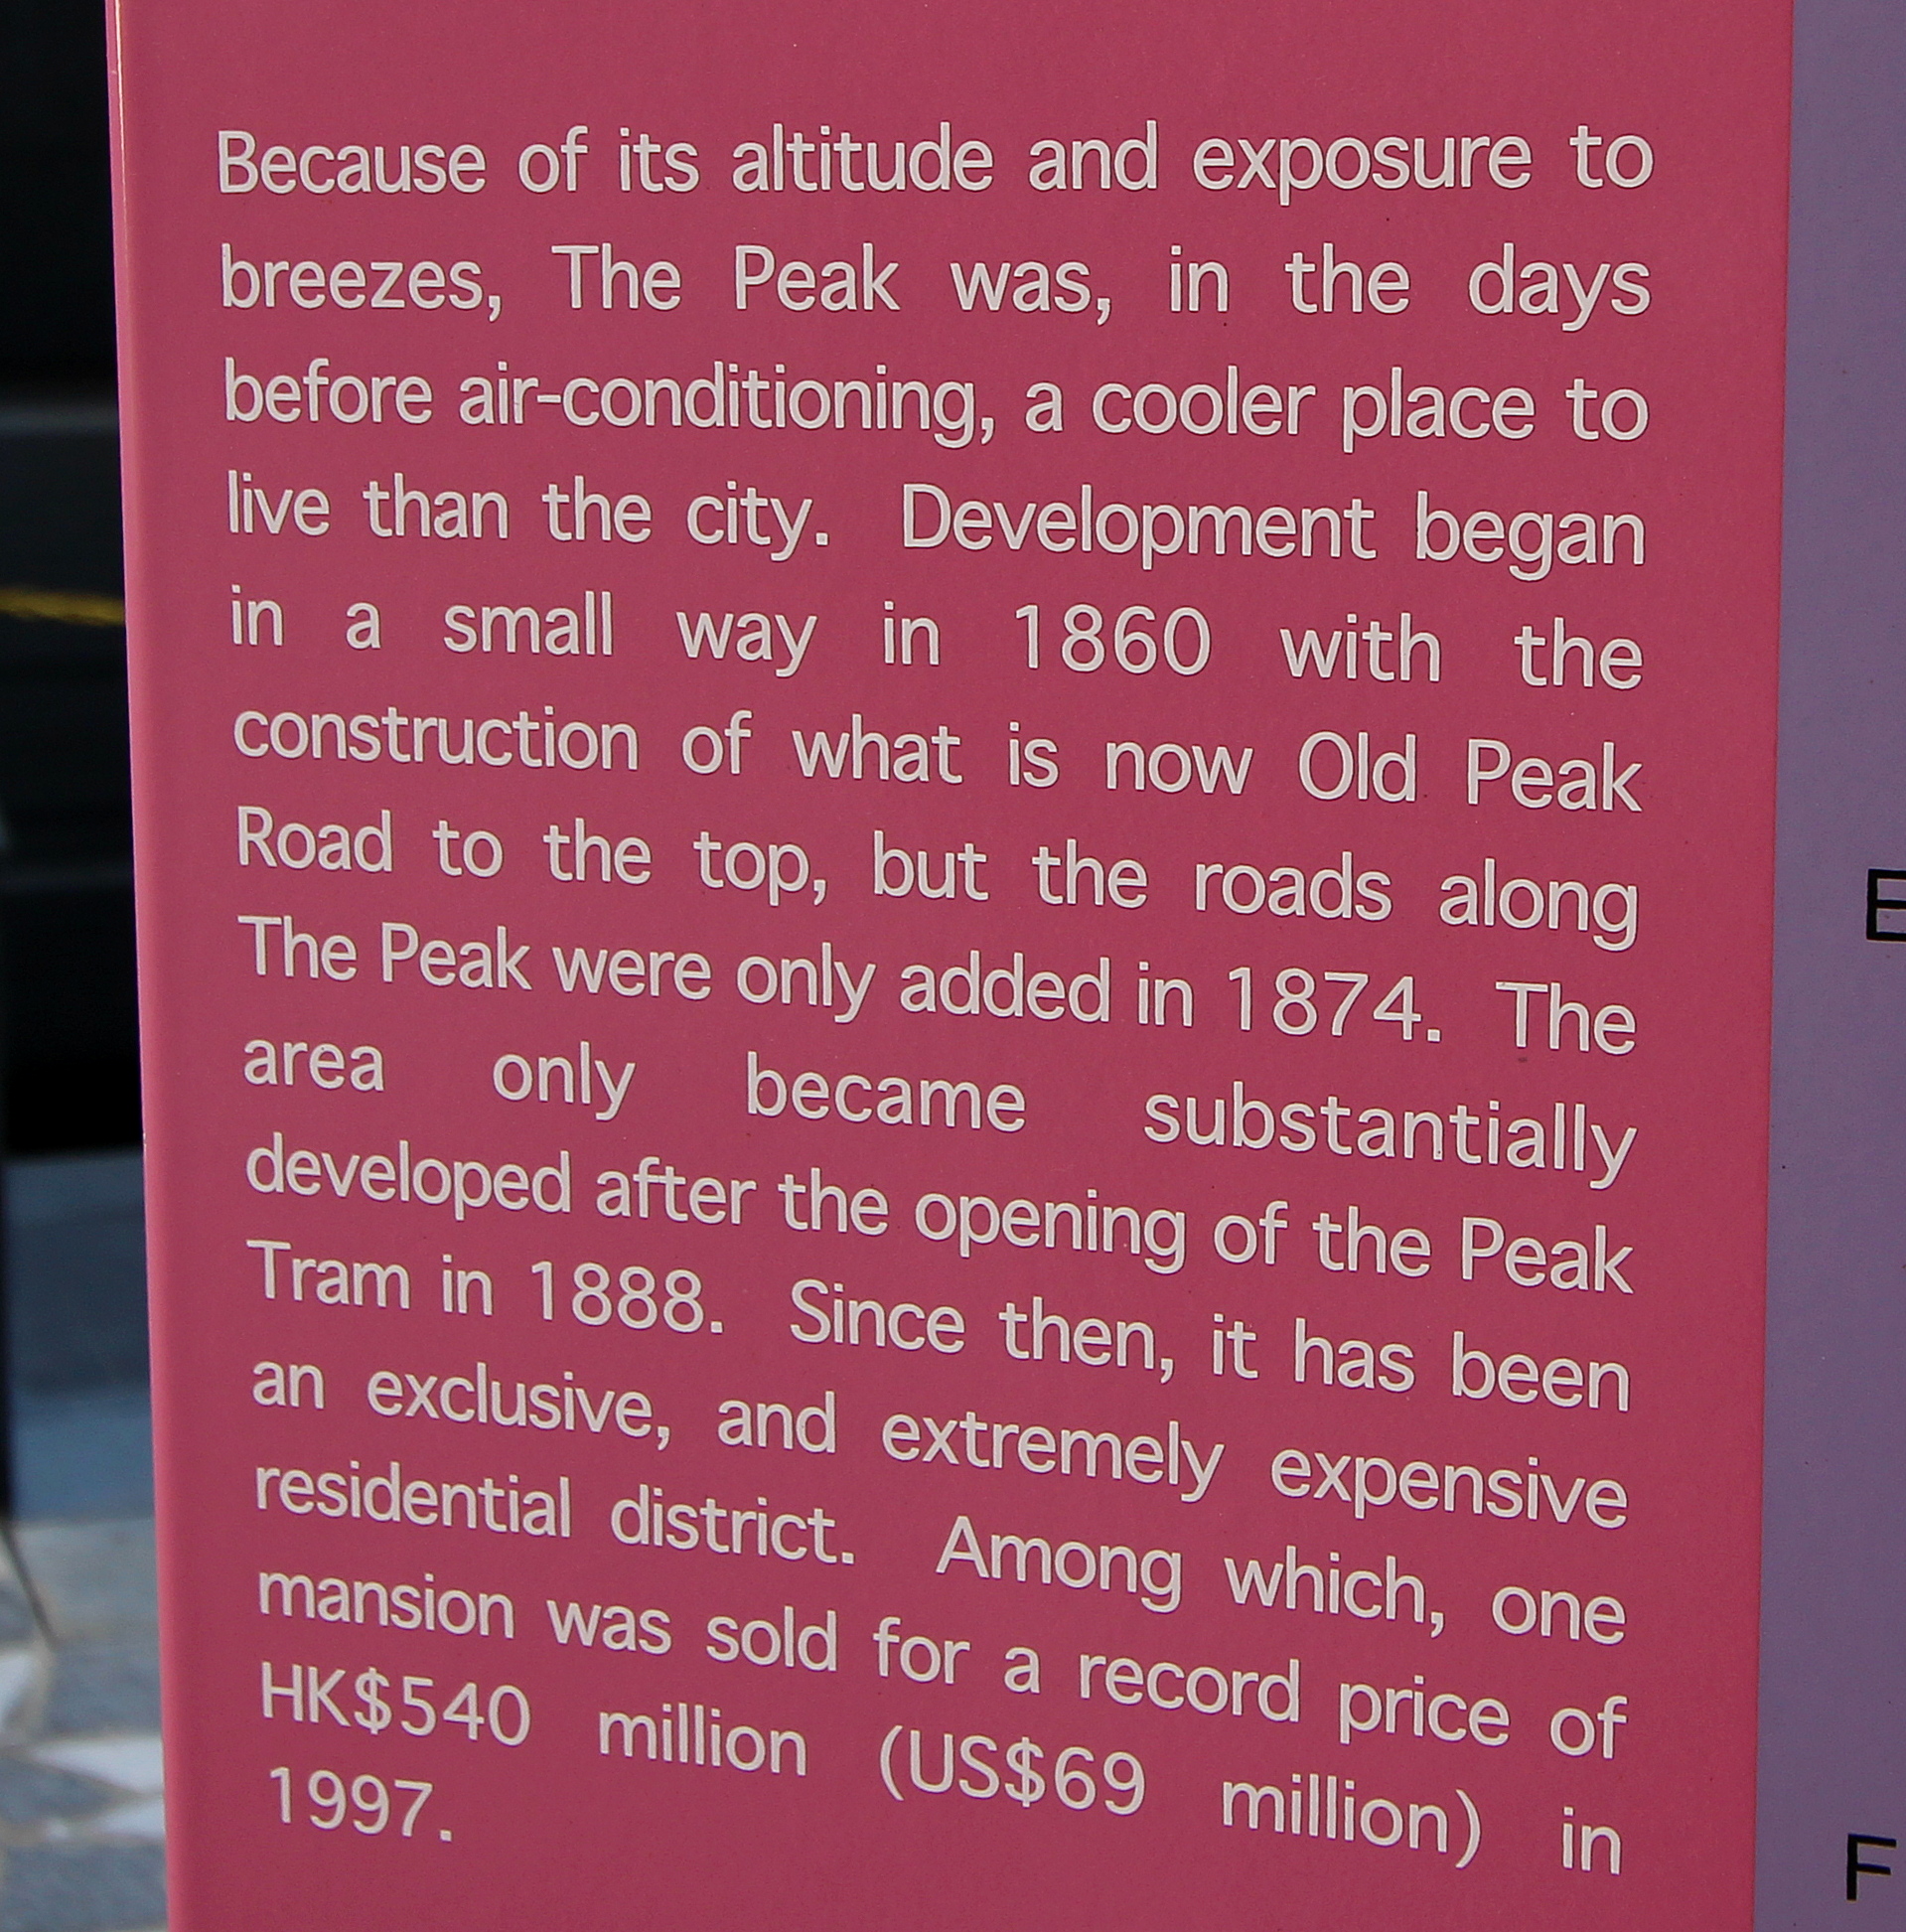 Because of its altitude and exposure to
breezes, The Peak was, in the days
before air-conditioning, a cooler place to
live than the city. Development began
in a small way in 1860 with the
construction of what is now Old Peak
Road to the top, but the roads along
The Peak were only added in 1874. The
area only became substantially
developed after the opening of the Peak
Tram in 1888. Since then, it has been
an exclusive, and extremely expensive
residential district. Among which, one
mansion was sold for a record price of
HK$540 million (US$69 million) in
1997.
E
F